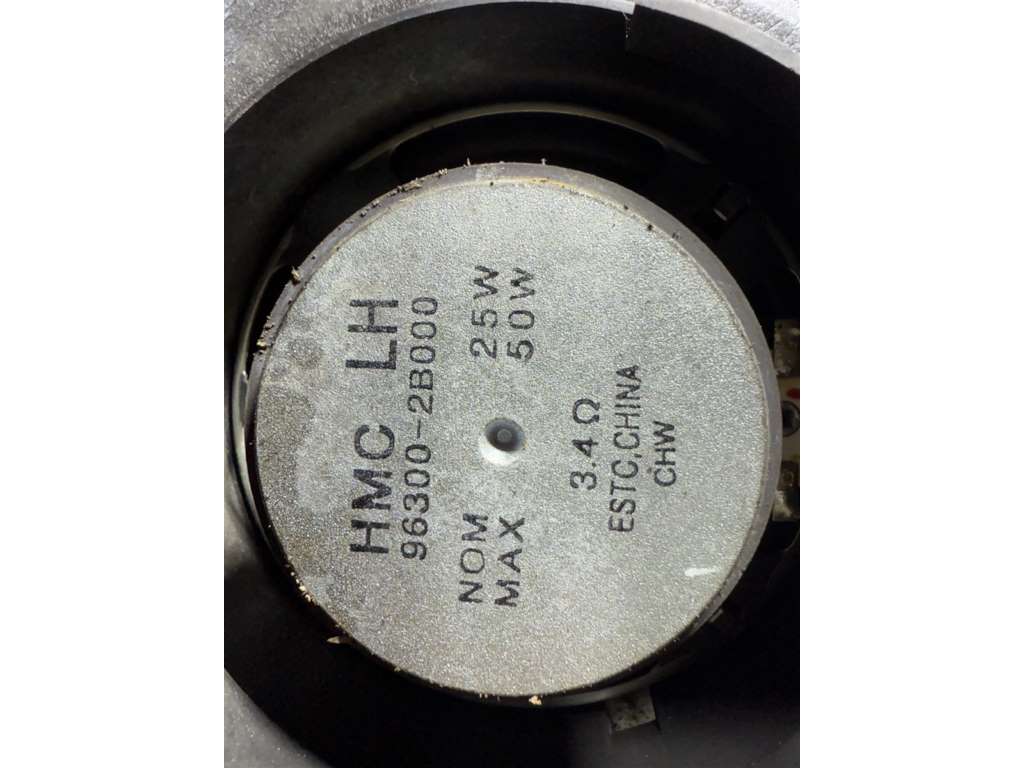 HMC LH
96300-2B000
NOM 25W
MAX 50W
3.4Ω
ESTC,CHINA
CHW